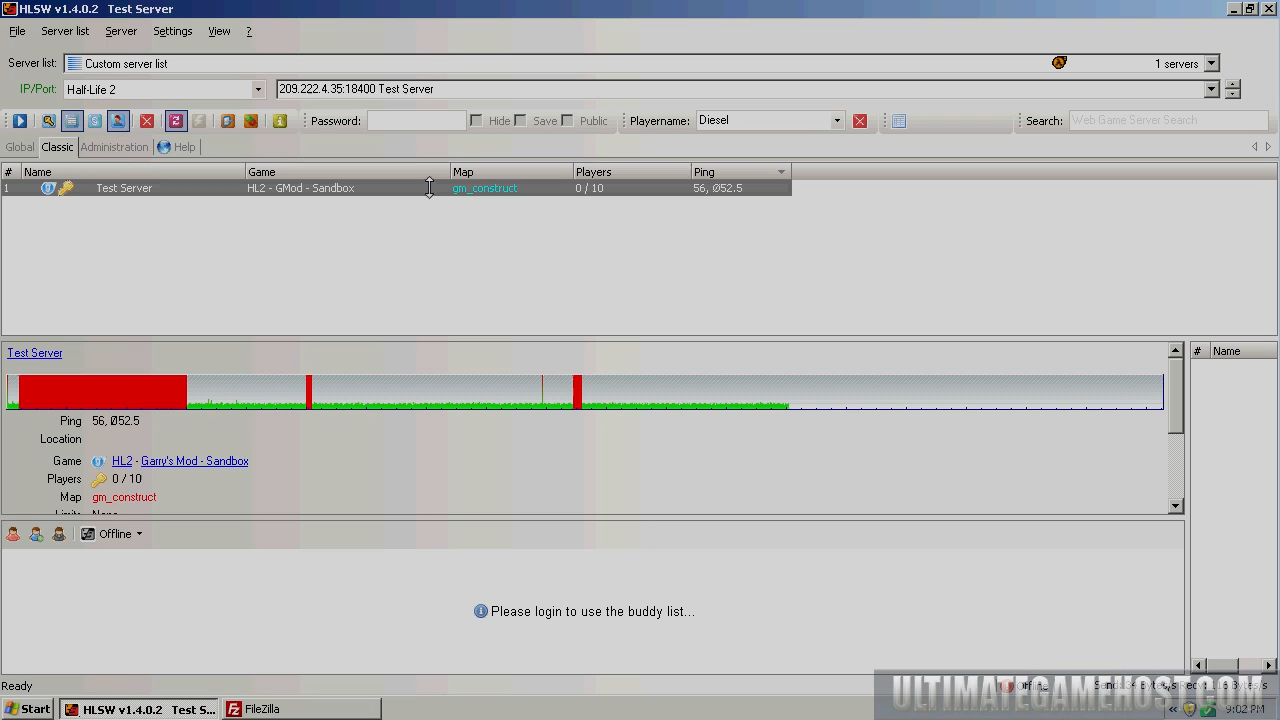 HLSW v1.4.0.2 Test Server
File Server list Server Settings View ?
Server list: Custom server list 1 servers
IP/Port: Half-Life 2 209.222.4.35:18400 Test Server
Password: Hide Save Public Playername: Diesel Search: Web Game Server Search
Global Classic Administration Help
# Name Game Map Players Ping
1 Test Server HL2 - GMod - Sandbox gm_construct 0 / 10 56, Ø52.5
Test Server # Name
Ping 56, Ø52.5
Location
Game HL2 - Garry's Mod - Sandbox
Players 0 / 10
Map gm_construct
Offline
Please login to use the buddy list...
Ready Offline
ULTIMATEGAMEHOST.COM
Start HLSW v1.4.0.2 Test S... FileZilla 9:02 PM